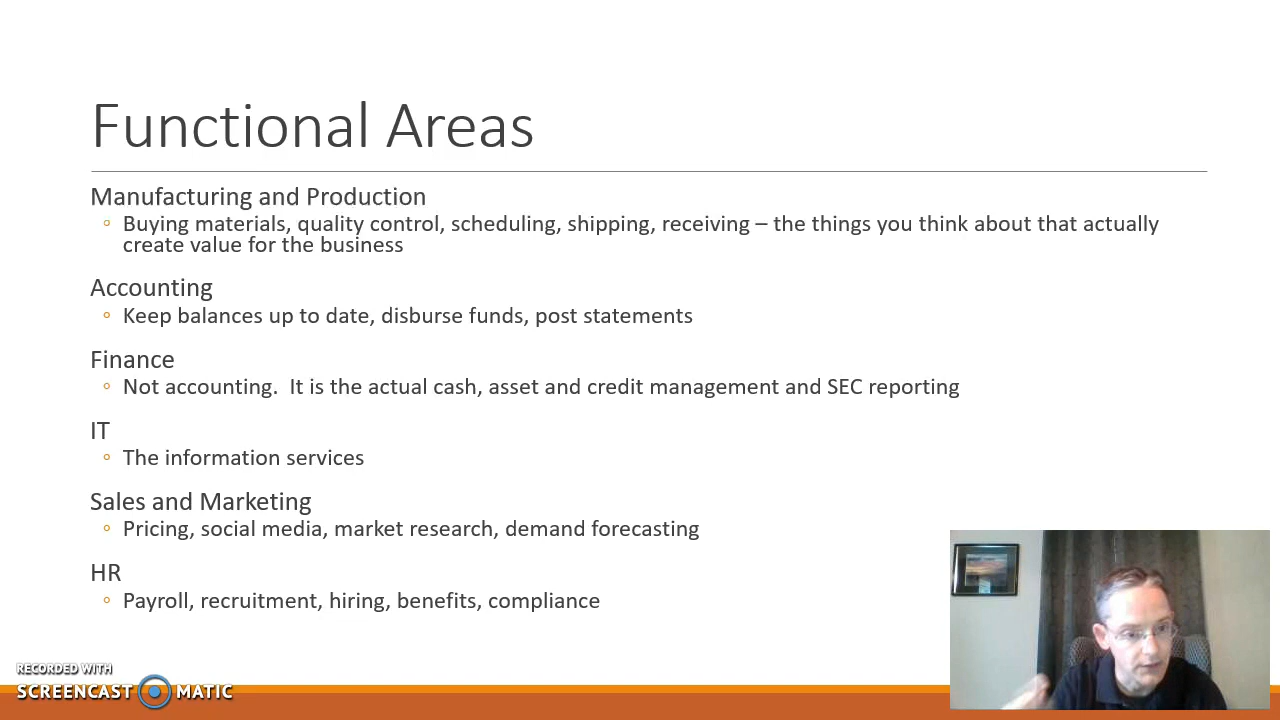 Functional Areas
Manufacturing and Production
◦ Buying materials, quality control, scheduling, shipping, receiving – the things you think about that actually
create value for the business
Accounting
◦ Keep balances up to date, disburse funds, post statements
Finance
◦ Not accounting.  It is the actual cash, asset and credit management and SEC reporting
IT
◦ The information services
Sales and Marketing
◦ Pricing, social media, market research, demand forecasting
HR
◦ Payroll, recruitment, hiring, benefits, compliance
RECORDED WITH
SCREENCAST MATIC